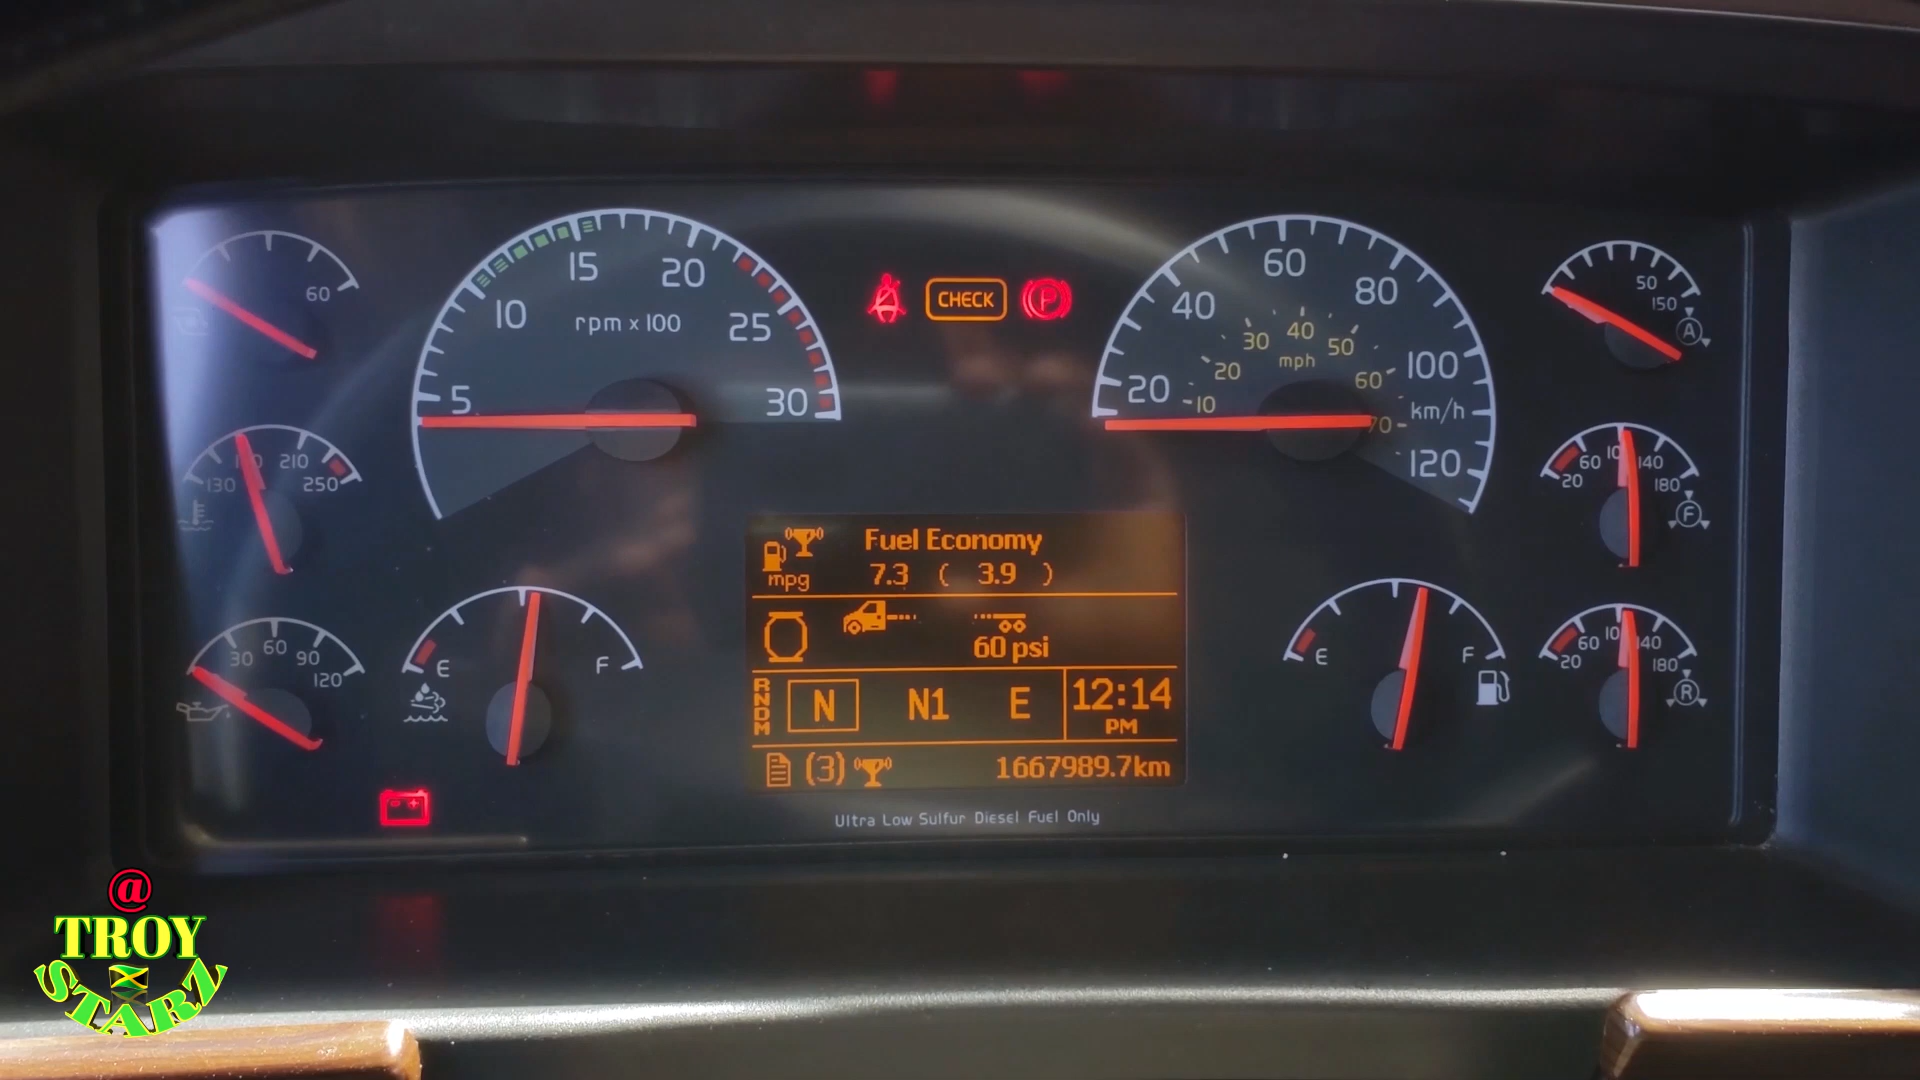 60
15
20
10
25
rpm x 100
5
30
CHECK
P
60
40
80
30
40
50
mph
20
60
20
100
10
km/h
70
120
50
150
A
210
130
250
60
140
20
180
F
30
60
90
120
E
F
Fuel Economy
mpg
7.3 ( 3.9 )
60 psi
RNDM
N N1 E
12:14
PM
(3) 1667989.7km
E
F
60
140
20
180
R
Ultra Low Sulfur Diesel Fuel Only
@
TROY
STARZ